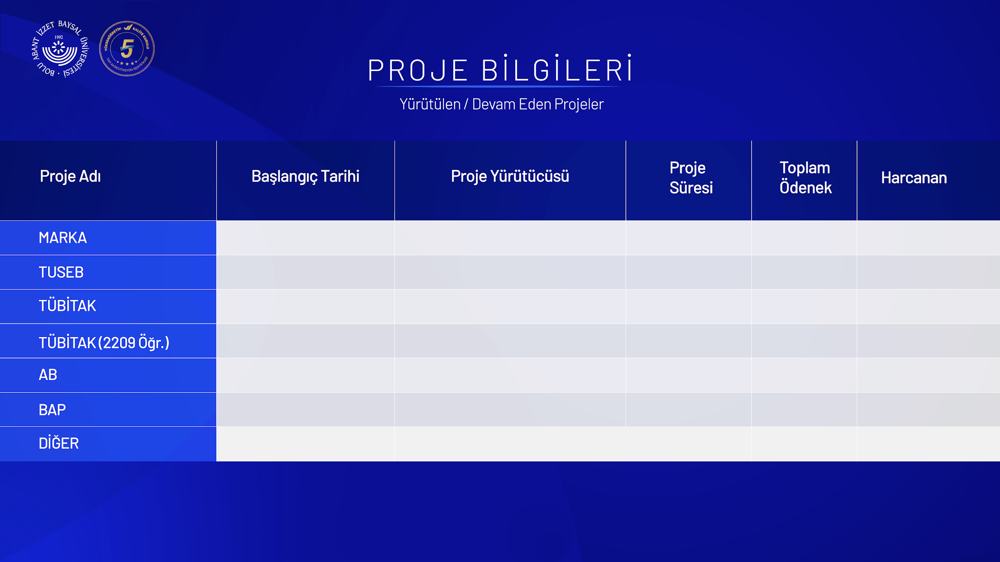 BOLU ABANT İZZET BAYSAL ÜNİVERSİTESİ ·
1992
YÜKSEKÖĞRETİM KALİTE KURULU
5
TAM AKREDİTASYON SERTİFİKASI
PROJE BİLGİLERİ
Yürütülen / Devam Eden Projeler
Proje Adı
Başlangıç Tarihi
Proje Yürütücüsü
Proje
Süresi
Toplam
Ödenek
Harcanan
MARKA
TUSEB
TÜBİTAK
TÜBİTAK (2209 Öğr.)
AB
BAP
DİĞER